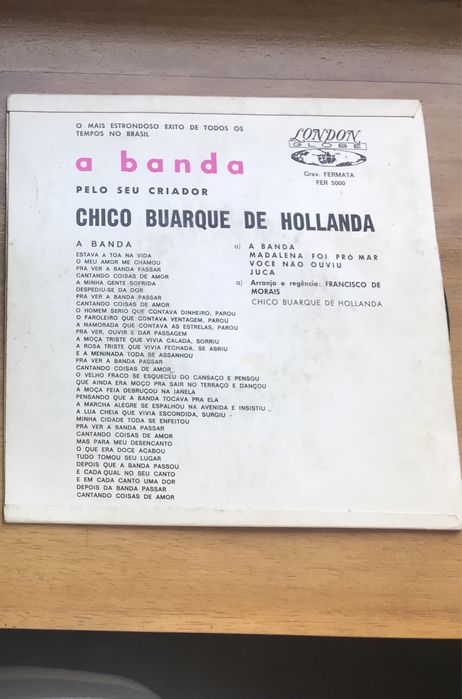 O MAIS ESTRONDOSO EXITO DE TODOS OS
TEMPOS NO BRASIL
a banda
PELO SEU CRIADOR
LONDON
GLOBE
Grav. FERMATA
FER 5000
CHICO BUARQUE DE HOLLANDA
A BANDA
ESTAVA A TOA NA VIDA
O MEU AMOR ME CHAMOU
PRA VER A BANDA PASSAR
CANTANDO COISAS DE AMOR
A MINHA GENTE SOFRIDA
DESPEDIU-SE DA DOR
PRA VER A BANDA PASSAR
CANTANDO COISAS DE AMOR
O HOMEM SERIO QUE CONTAVA DINHEIRO, PAROU
O FAROLEIRO QUE CONTAVA VENTAGEM, PAROU
A NAMORADA QUE CONTAVA AS ESTRELAS, PAROU
PRA VER, OUVIR E DAR PASSAGEM
A MOÇA TRISTE QUE VIVIA CALADA, SORRIU
A ROSA TRISTE QUE VIVIA FECHADA, SE ABRIU
E A MENINADA TODA SE ASSANHOU
PRA VER A BANDA PASSAR
CANTANDO COISAS DE AMOR
O VELHO FRACO SE ESQUECEU DO CANSAÇO E PENSOU
QUE AINDA ERA MOÇO PRA SAIR NO TERRAÇO E DANÇOU
A MOÇA FEIA DEBRUÇOU NA JANELA
PENSANDO QUE A BANDA TOCAVA PRA ELA
A MARCHA ALEGRE SE ESPALHOU NA AVENIDA E INSISTIU
A LUA CHEIA QUE VIVIA ESCONDIDA, SURGIU
MINHA CIDADE TODA SE ENFEITOU
PRA VER A BANDA PASSAR
CANTANDO COISAS DE AMOR
MAS PARA MEU DESENCANTO
O QUE ERA DOCE ACABOU
TUDO TOMOU SEU LUGAR
DEPOIS QUE A BANDA PASSOU
E CADA QUAL NO SEU CANTO
E EM CADA CANTO UMA DOR
DEPOIS DA BANDA PASSAR
CANTANDO COISAS DE AMOR
o) A BANDA
MADALENA FOI PRÓ MAR
VOCE NÃO OUVIU
JUCA
a) Arranjo e regência: FRANCISCO DE
MORAIS
CHICO BUARQUE DE HOLLANDA